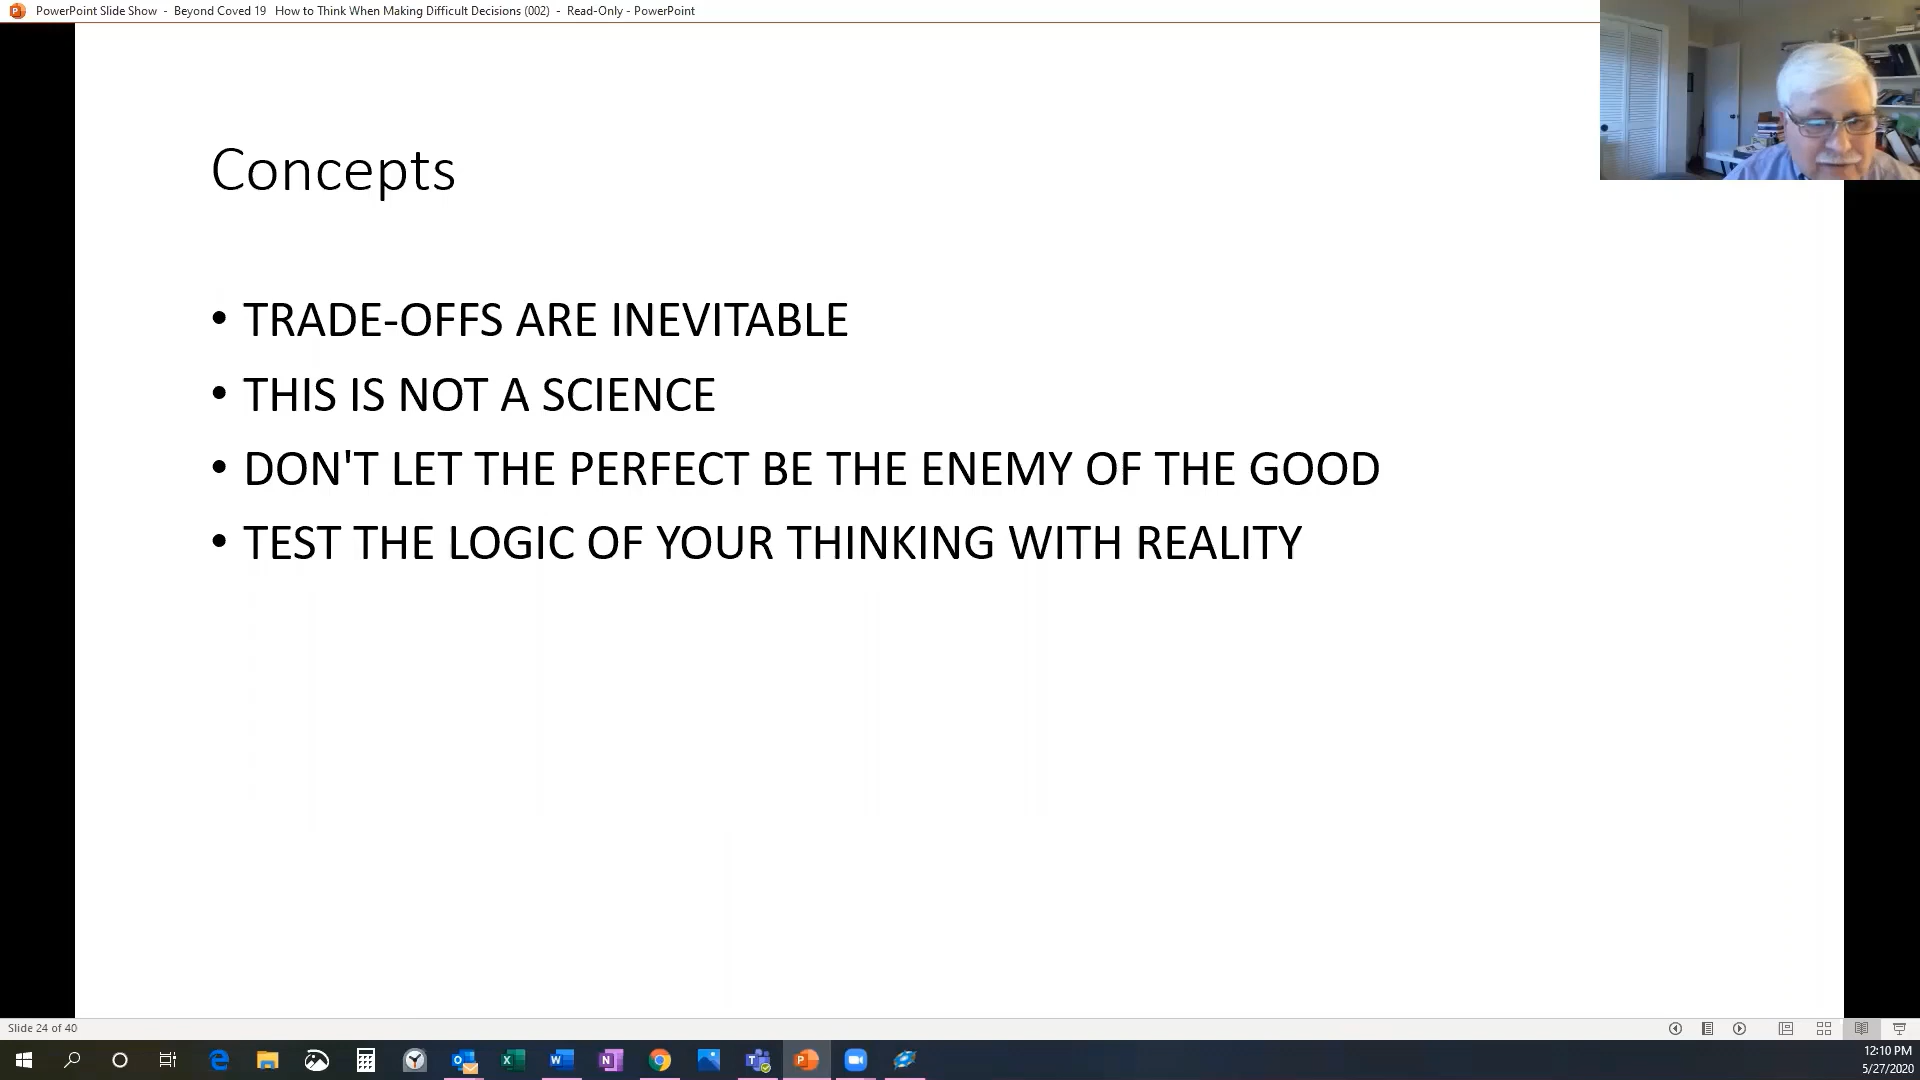 PowerPoint Slide Show - Beyond Coved 19 How to Think When Making Difficult Decisions (002) - Read-Only - PowerPoint
Concepts
• TRADE-OFFS ARE INEVITABLE
• THIS IS NOT A SCIENCE
• DON'T LET THE PERFECT BE THE ENEMY OF THE GOOD
• TEST THE LOGIC OF YOUR THINKING WITH REALITY
Slide 24 of 40
12:10 PM
5/27/2020